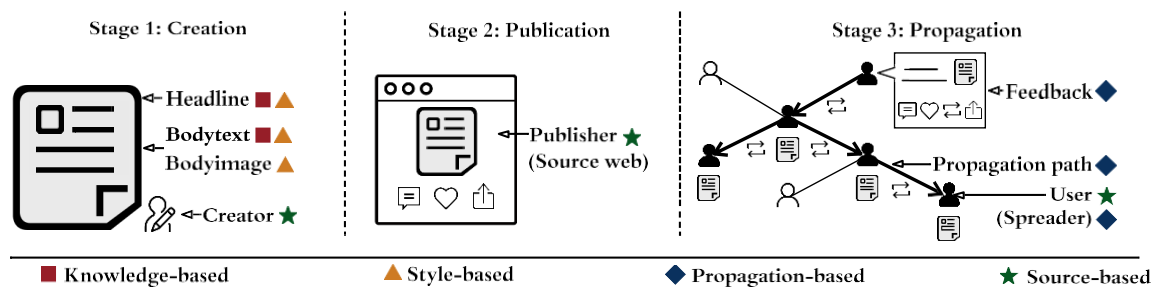 Stage 1: Creation
Stage 2: Publication
Stage 3: Propagation
Headline
Bodytext
Bodyimage
Creator
Publisher
(Source web)
Feedback
Propagation path
User
(Spreader)
Knowledge-based
Style-based
Propagation-based
Source-based